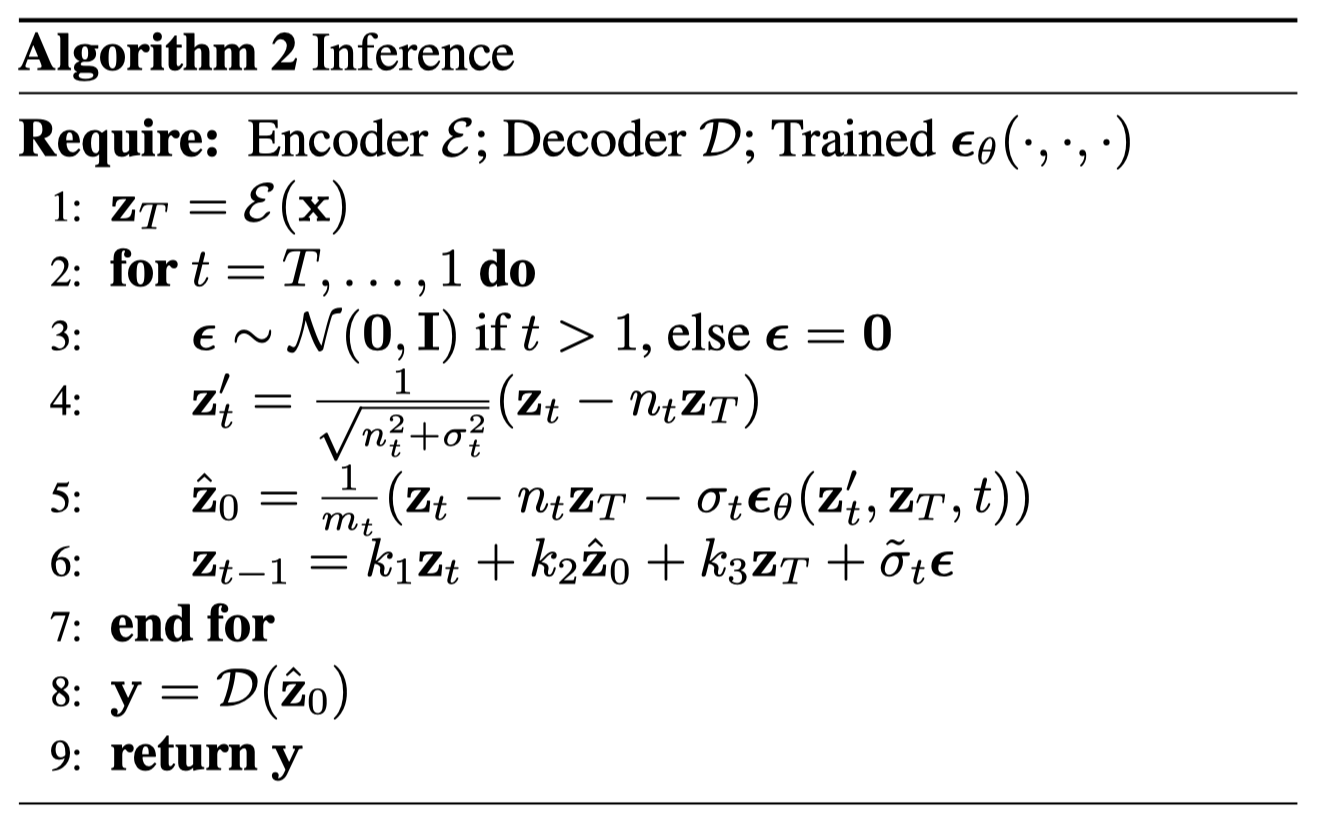 Algorithm 2 Inference
Require: Encoder ℰ; Decoder 𝒟; Trained ϵ_θ(·, ·, ·)
1: z_T = ℰ(x)
2: for t = T, . . . , 1 do
3: ϵ ∼ 𝒩(0, I) if t > 1, else ϵ = 0
4: z′_t = \frac{1}{\sqrt{n_t^2+σ_t^2}}(z_t − n_t z_T)
5: ẑ_0 = \frac{1}{m_t}(z_t − n_t z_T − σ_t ϵ_θ(z′_t, z_T, t))
6: z_{t−1} = k_1 z_t + k_2 ẑ_0 + k_3 z_T + σ̃_t ϵ
7: end for
8: y = 𝒟(ẑ_0)
9: return y